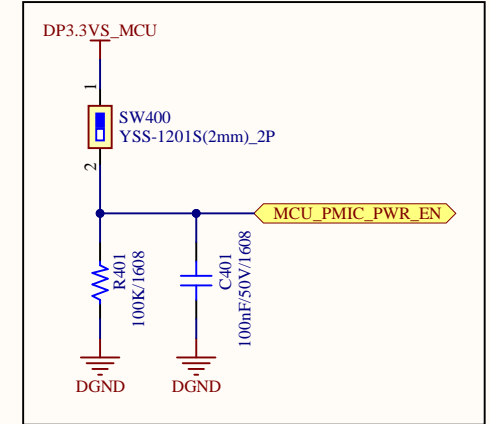 DP3.3VS_MCU
1
SW400
YSS-1201S(2mm)_2P
2
MCU_PMIC_PWR_EN
R401
100K/1608
C401
100nF/50V/1608
DGND
DGND